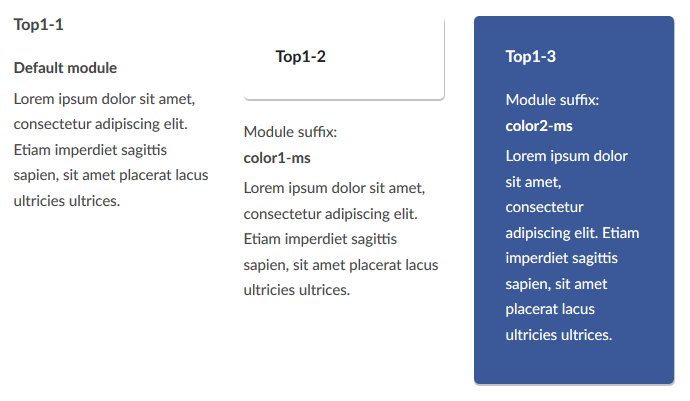 Top1-1
Default module
Lorem ipsum dolor sit amet,
consectetur adipiscing elit.
Etiam imperdiet sagittis
sapien, sit amet placerat lacus
ultricies ultrices.
Top1-2
Module suffix:
color1-ms
Lorem ipsum dolor sit amet,
consectetur adipiscing elit.
Etiam imperdiet sagittis
sapien, sit amet placerat lacus
ultricies ultrices.
Top1-3
Module suffix:
color2-ms
Lorem ipsum dolor
sit amet,
consectetur
adipiscing elit. Etiam
imperdiet sagittis
sapien, sit amet
placerat lacus
ultricies ultrices.